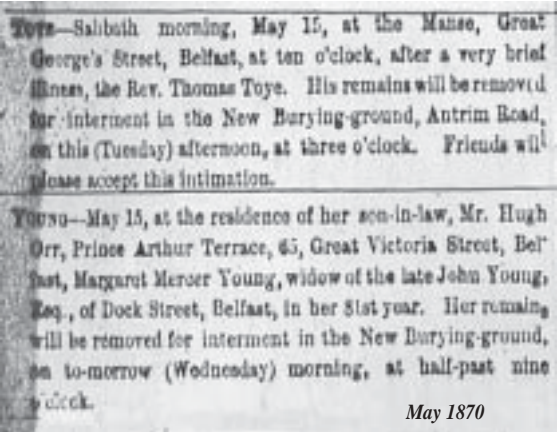 TOYE—Sabbath morning, May 15, at the Manse, Great
George's Street, Belfast, at ten o'clock, after a very brief
illness, the Rev. Thomas Toye. His remains will be removed
for interment in the New Burying-ground, Antrim Road,
on this (Tuesday) afternoon, at three o'clock. Friends will
please accept this intimation.
YOUNG—May 15, at the residence of her son-in-law, Mr. Hugh
Orr, Prince Arthur Terrace, 65, Great Victoria Street, Bel-
fast, Margaret Mercer Young, widow of the late John Young,
Esq., of Dock Street, Belfast, in her 81st year. Her remains
will be removed for interment in the New Burying-ground,
on to-morrow (Wednesday) morning, at half-past nine
o'clock.
May 1870